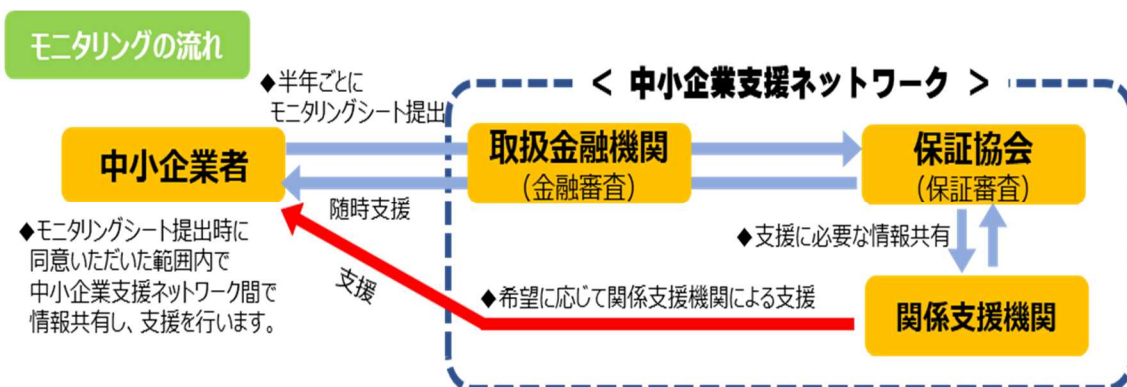 モニタリングの流れ
◆半年ごとに
モニタリングシート提出
＜ 中小企業支援ネットワーク ＞
中小企業者
取扱金融機関
（金融審査）
保証協会
（保証審査）
随時支援
◆モニタリングシート提出時に
同意いただいた範囲内で
中小企業支援ネットワーク間で
情報共有し、支援を行います。
◆支援に必要な情報共有
支援
◆希望に応じて関係支援機関による支援
関係支援機関